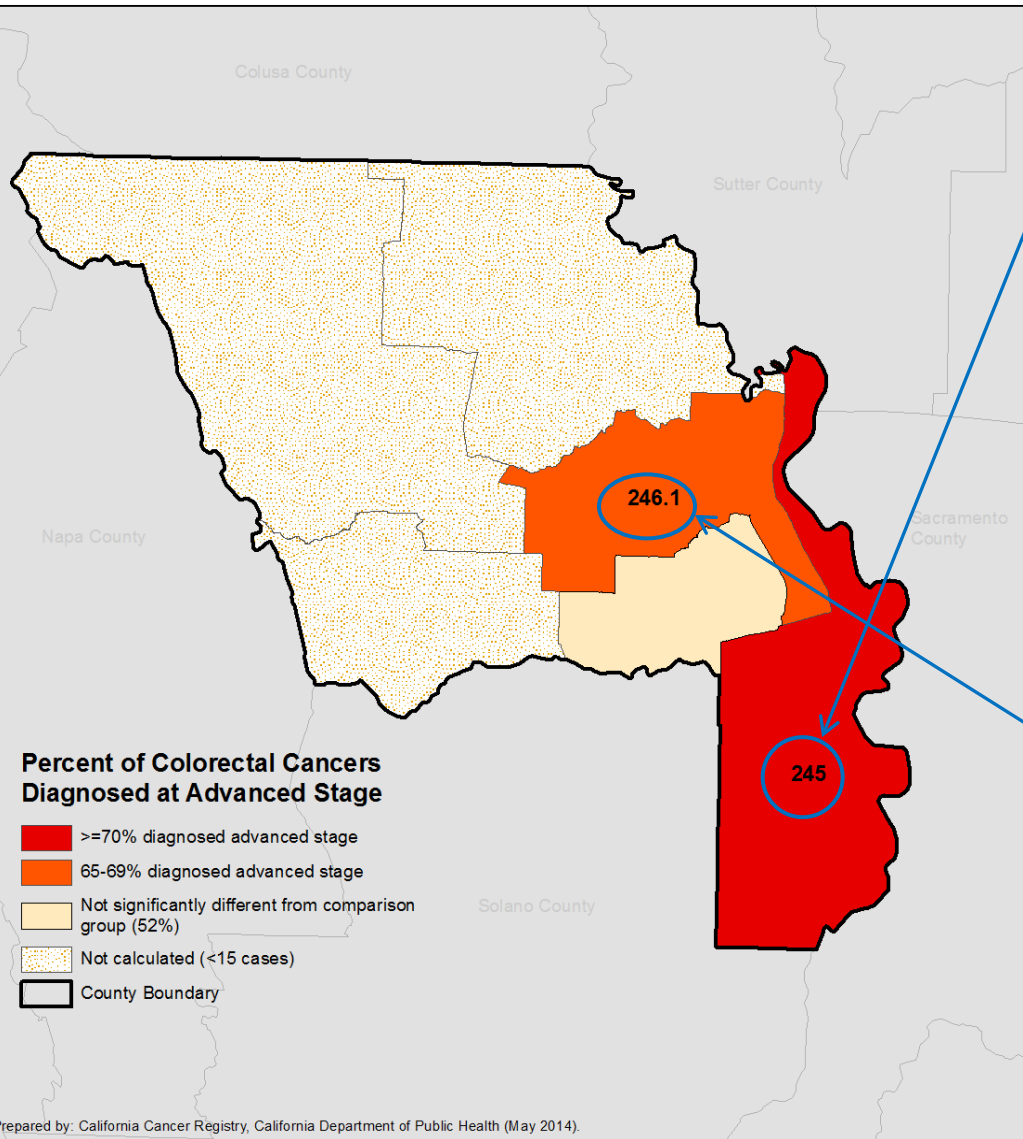 Colusa County
Sutter County
246.1
Napa County
Sacramento
County
Percent of Colorectal Cancers
Diagnosed at Advanced Stage
245
>=70% diagnosed advanced stage
65-69% diagnosed advanced stage
Not significantly different from comparison
group (52%)
Solano County
Not calculated (<15 cases)
County Boundary
Prepared by: California Cancer Registry, California Department of Public Health (May 2014).